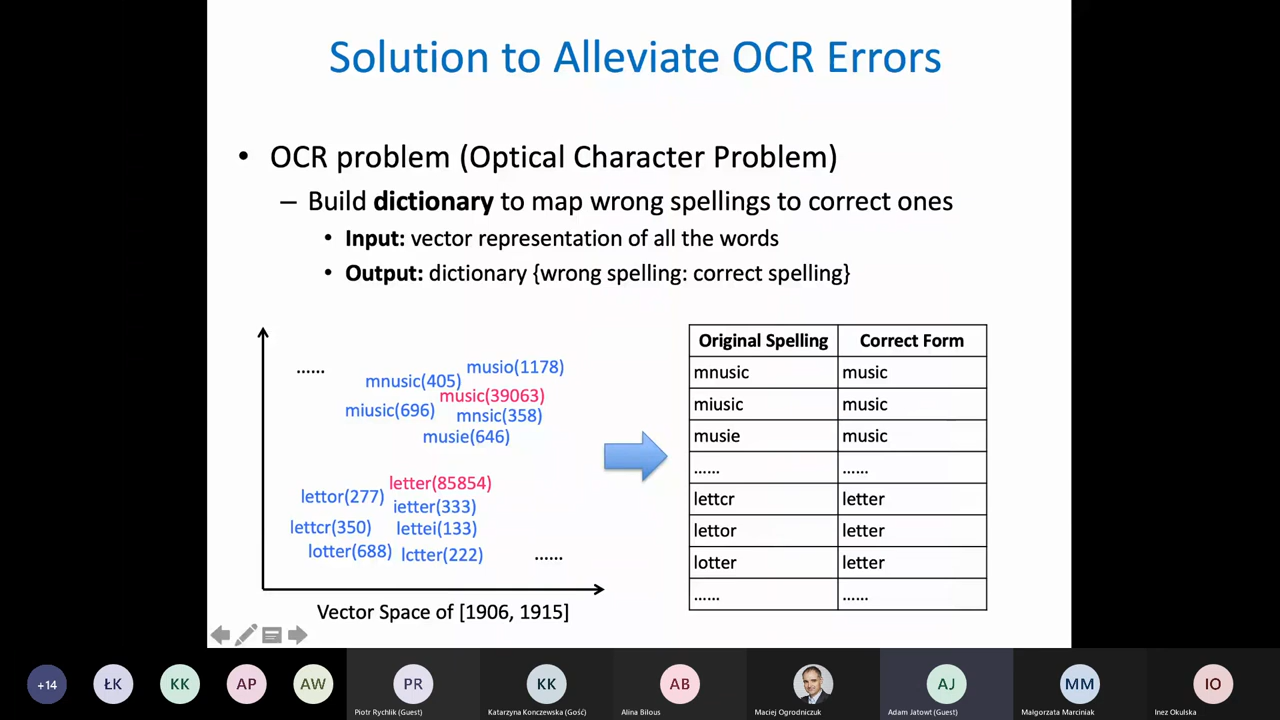 Solution to Alleviate OCR Errors
• OCR problem (Optical Character Problem)
– Build dictionary to map wrong spellings to correct ones
• Input: vector representation of all the words
• Output: dictionary {wrong spelling: correct spelling}
......
musio(1178)
mnusic(405)
music(39063)
miusic(696)
mnsic(358)
musie(646)
letter(85854)
lettor(277)
ietter(333)
lettcr(350)
lettei(133)
lotter(688)
lctter(222)
......
Vector Space of [1906, 1915]
Original Spelling Correct Form
mnusic music
miusic music
musie music
...... ......
lettcr letter
lettor letter
lotter letter
...... ......
+14 ŁK KK AP AW PR KK AB AJ MM IO
Piotr Rychlik (Guest) Katarzyna Konczewska (Gość) Alina Bilous Maciej Ogrodniczuk Adam Jatowt (Guest) Małgorzata Marciniak Inez Okulska